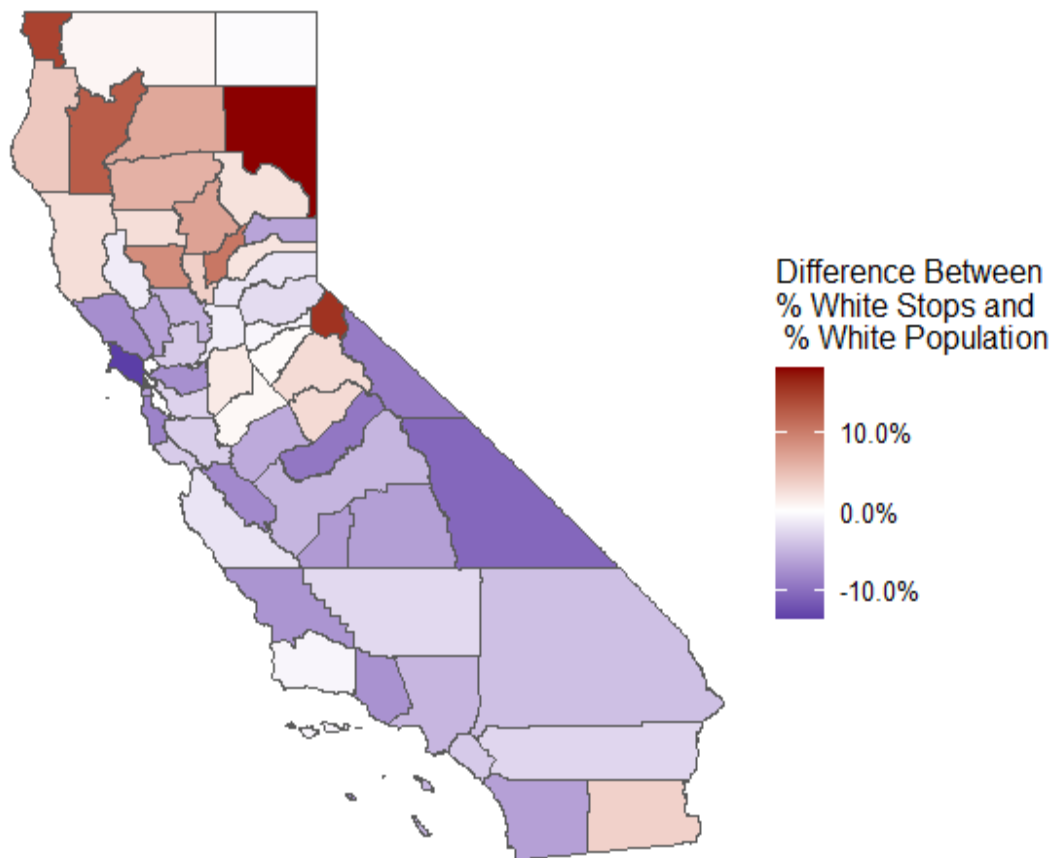 Difference Between
% White Stops and
% White Population
10.0%
0.0%
-10.0%